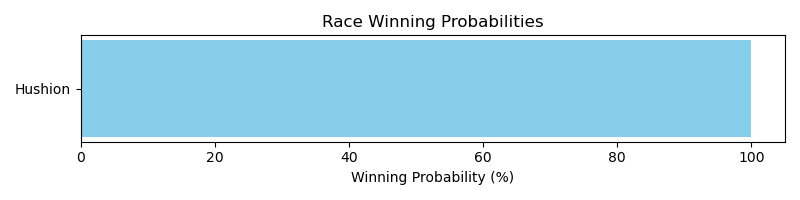 Race Winning Probabilities
Hushion
0 20 40 60 80 100
Winning Probability (%)